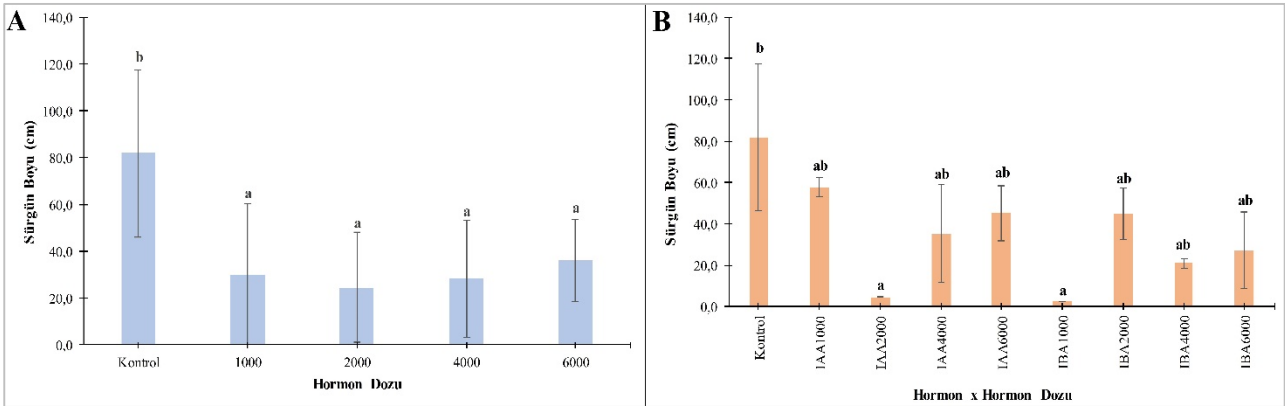 A
140,0
120,0
100,0
80,0
60,0
40,0
20,0
0,0
Sürgün Boyu (cm)
b
a
a
a
a
Kontrol 1000 2000 4000 6000
Hormon Dozu
B
140,0
120,0
100,0
80,0
60,0
40,0
20,0
0,0
Sürgün Boyu (cm)
b
ab
a
ab
ab
a
ab
ab
ab
Kontrol
IAA1000
IAA2000
IAA4000
IAA6000
IBA1000
IBA2000
IBA4000
IBA6000
Hormon x Hormon Dozu